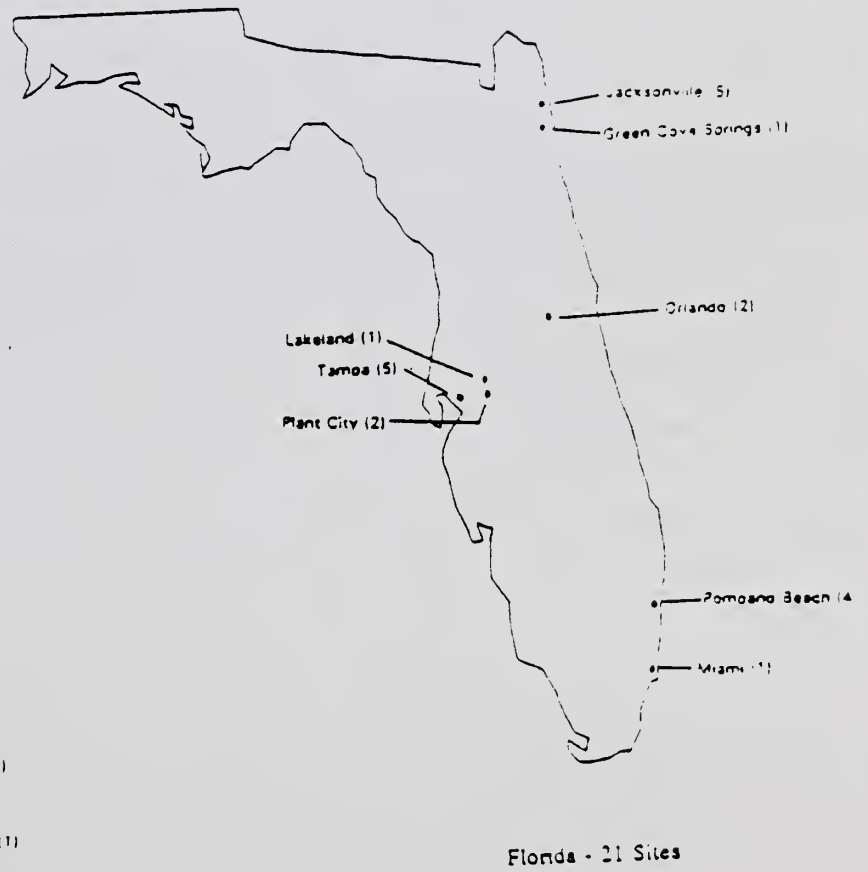 Jacksonville (5)
Green Cove Springs (1)
Orlando (2)
Lakeland (1)
Tampa (5)
Plant City (2)
Pompano Beach (4
Miami (1)
)
(1)
Florida - 21 Sites